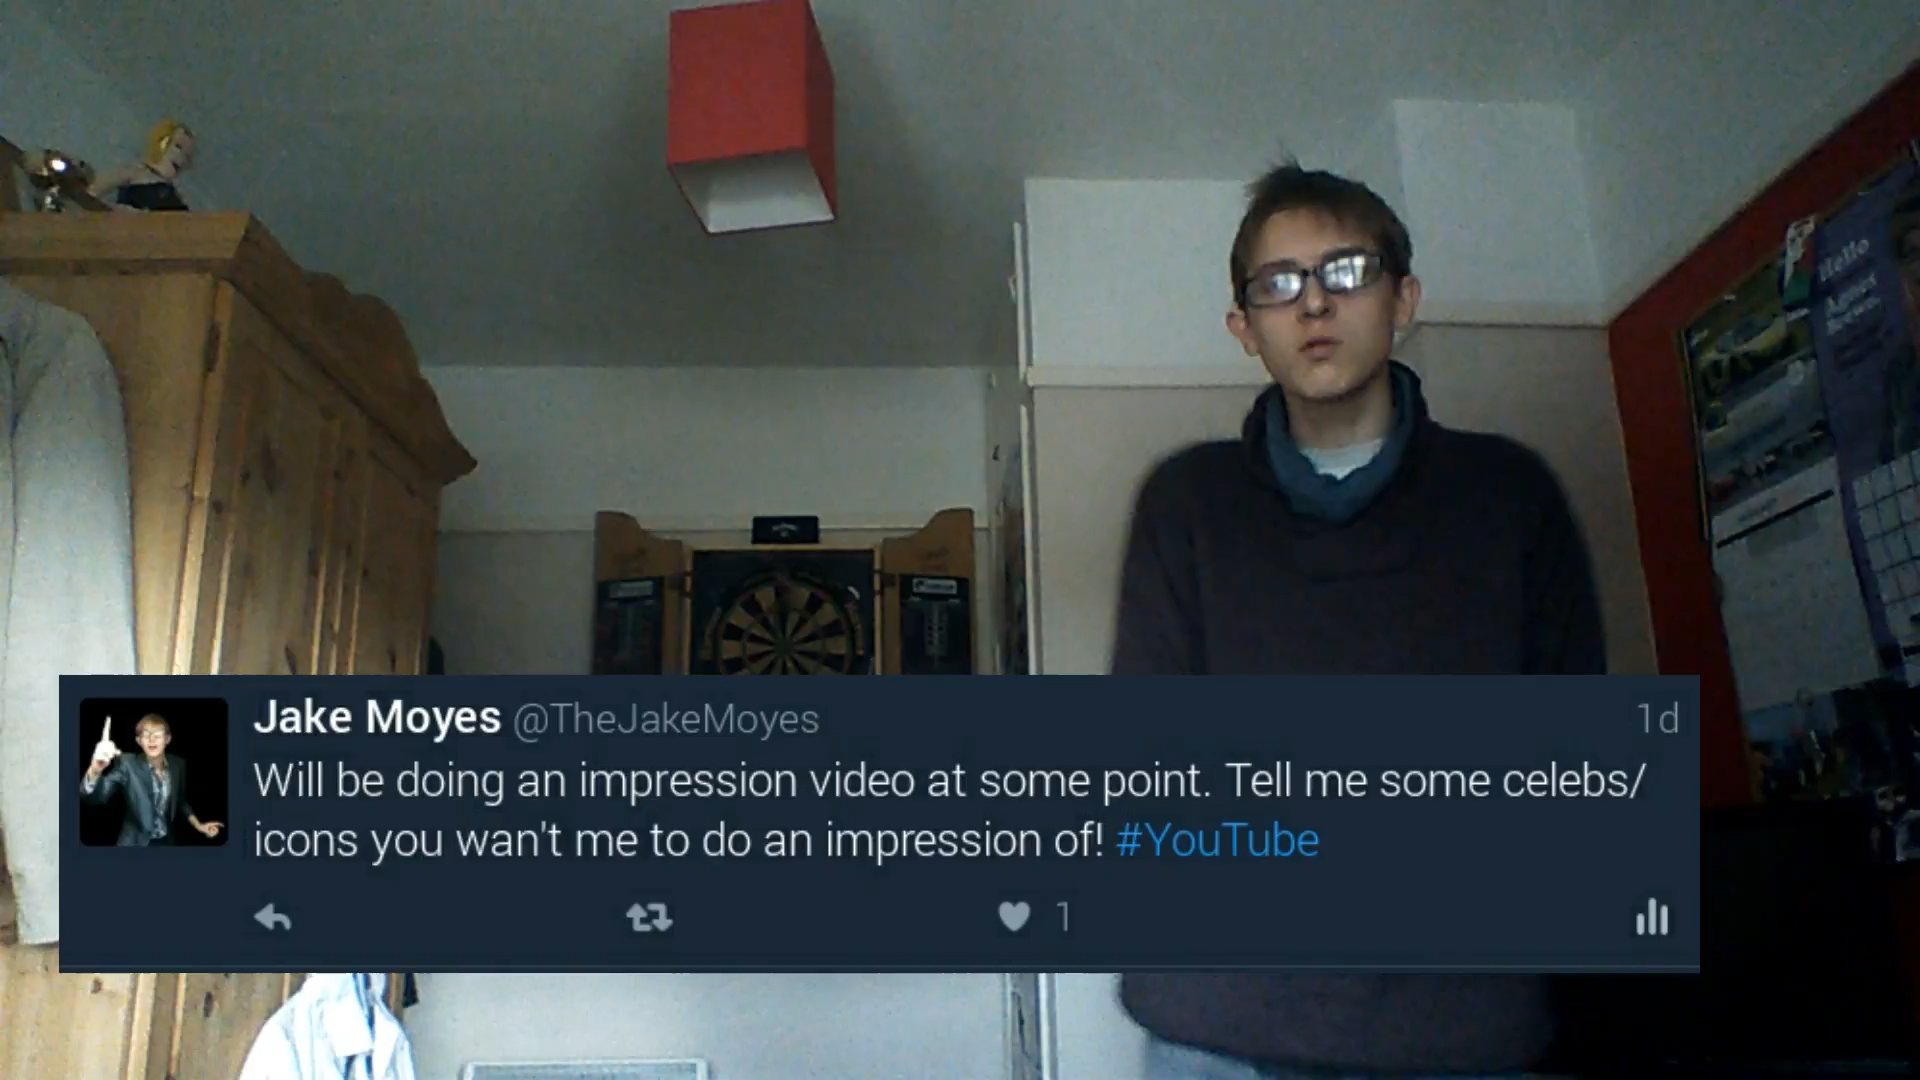 Hello
Jake Moyes @TheJakeMoyes 1d
Will be doing an impression video at some point. Tell me some celebs/
icons you wan't me to do an impression of! #YouTube
1